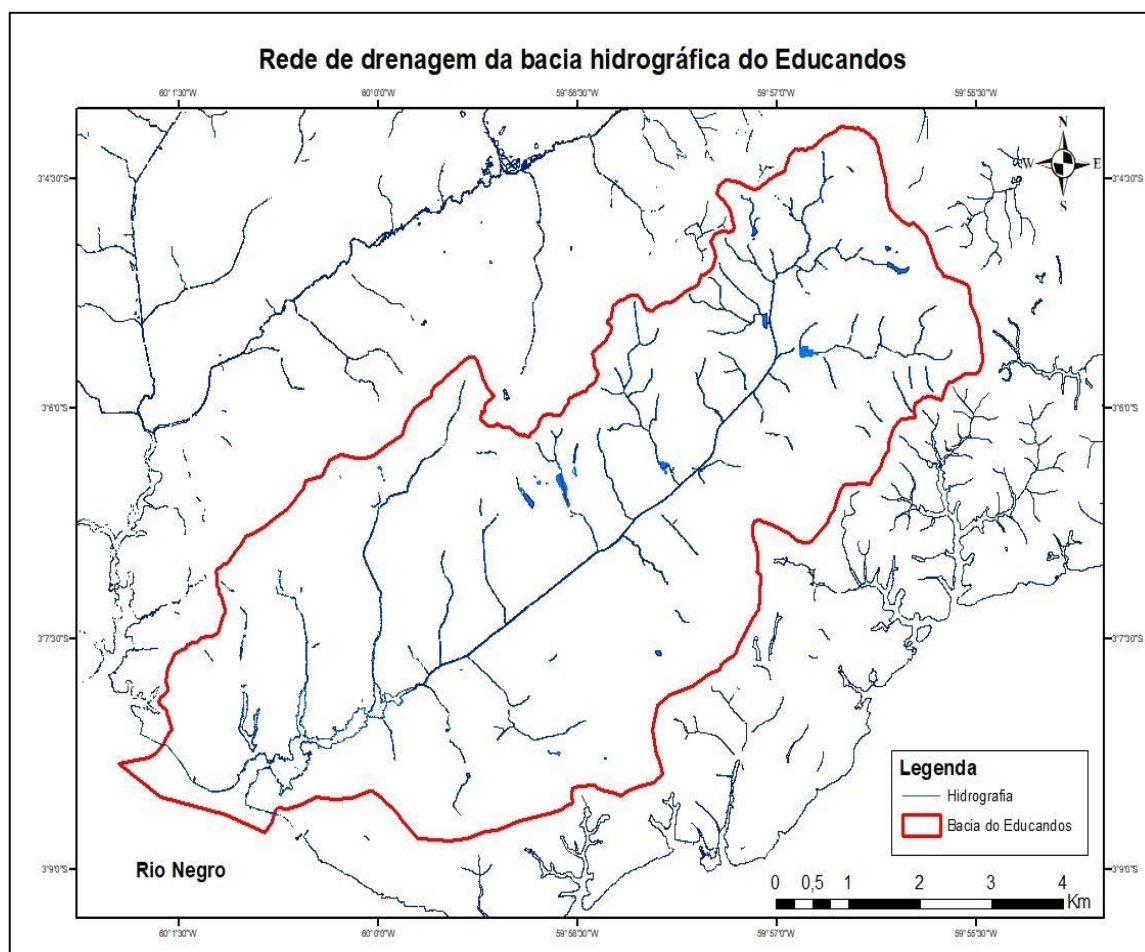 Rede de drenagem da bacia hidrográfica do Educandos
60°1'30"W 60°0'0"W 59°58'30"W 59°57'0"W 59°55'30"W
N
W E
S
3°4'30"S 3°4'30"S
3°6'0"S 3°6'0"S
3°7'30"S 3°7'30"S
Legenda
Hidrografia
Bacia do Educandos
Rio Negro
3°9'0"S 3°9'0"S
0 0,5 1 2 3 4
Km
60°1'30"W 60°0'0"W 59°58'30"W 59°57'0"W 59°55'30"W